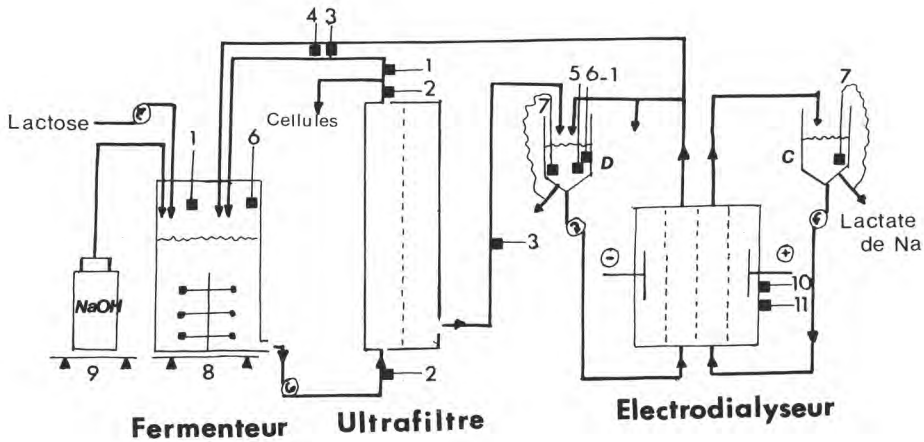 4 3
1
2
Cellules
Lactose
1 6
NaOH
9
8
2
3
7
5 6-1
D
7
C
Lactate
de Na
-
+
10
11
Fermenteur
Ultrafiltre
Electrodialyseur